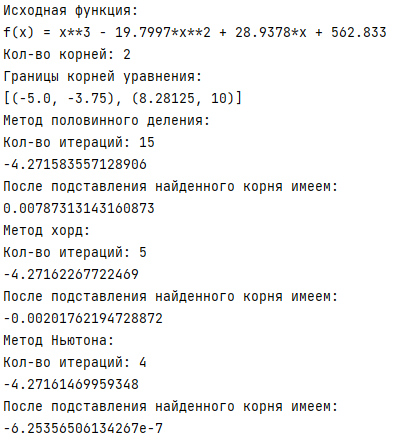 Исходная функция:
f(x) = x**3 - 19.7997*x**2 + 28.9378*x + 562.833
Кол-во корней: 2
Границы корней уравнения:
[(-5.0, -3.75), (8.28125, 10)]
Метод половинного деления:
Кол-во итераций: 15
-4.271583557128906
После подставления найденного корня имеем:
0.00787313143160873
Метод хорд:
Кол-во итераций: 5
-4.27162267722469
После подставления найденного корня имеем:
-0.00201762194728872
Метод Ньютона:
Кол-во итераций: 4
-4.27161469959348
После подставления найденного корня имеем:
-6.25356506134267e-7